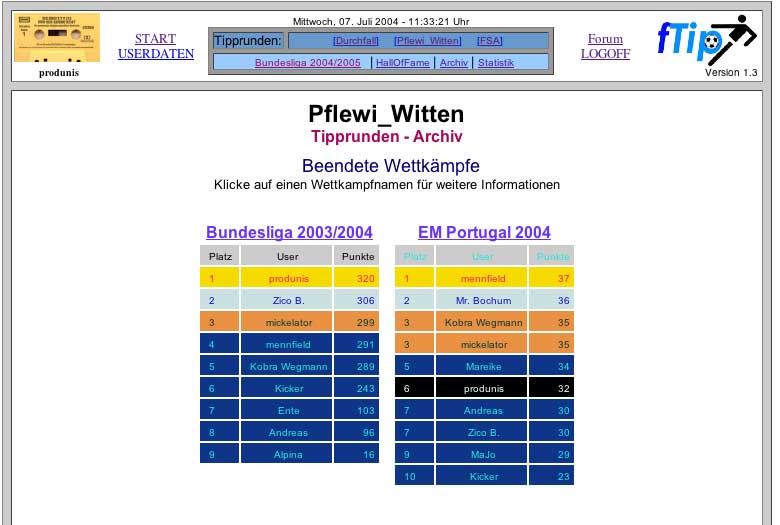 Mittwoch, 07. Juli 2004 - 11:33:21 Uhr
START
USERDATEN
Tipprunden:
[Durchfall] [Pflewi_Witten] [FSA]
Bundesliga 2004/2005 | HallOfFame | Archiv | Statistik
Forum
LOGOFF
fTip
Version 1.3
produnis
Pflewi_Witten
Tipprunden - Archiv
Beendete Wettkämpfe
Klicke auf einen Wettkampfnamen für weitere Informationen
Bundesliga 2003/2004
Platz User Punkte
1 produnis 320
2 Zico B. 306
3 mickelator 299
4 mennfield 291
5 Kobra Wegmann 289
6 Kicker 243
7 Ente 103
8 Andreas 96
9 Alpina 16
EM Portugal 2004
Platz User Punkte
1 mennfield 37
2 Mr. Bochum 36
3 Kobra Wegmann 35
3 mickelator 35
5 Mareike 34
6 produnis 32
7 Andreas 30
7 Zico B. 30
9 MaJo 29
10 Kicker 23